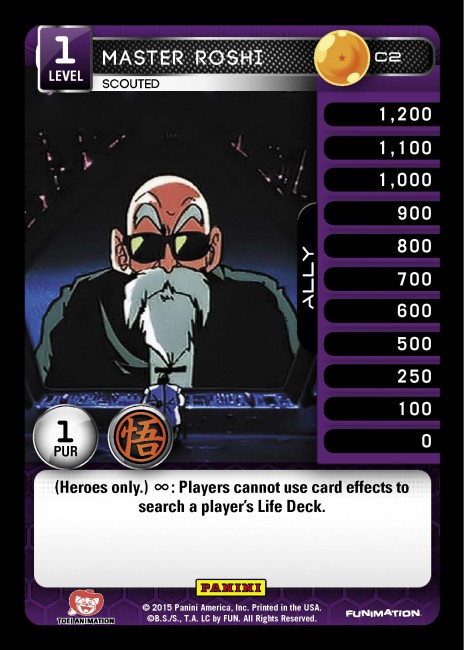 1
LEVEL
MASTER ROSHI
C2
SCOUTED
1,200
1,100
1,000
900
800
700
600
500
250
100
0
ALLY
1
PUR
悟
(Heroes only.) ∞: Players cannot use card effects to
search a player's Life Deck.
PANINI
TOEI ANIMATION
© 2015 Panini America, Inc. Printed in the USA.
©B.S./S., T.A. LC by FUN. All Rights Reserved.
FUNIMATION